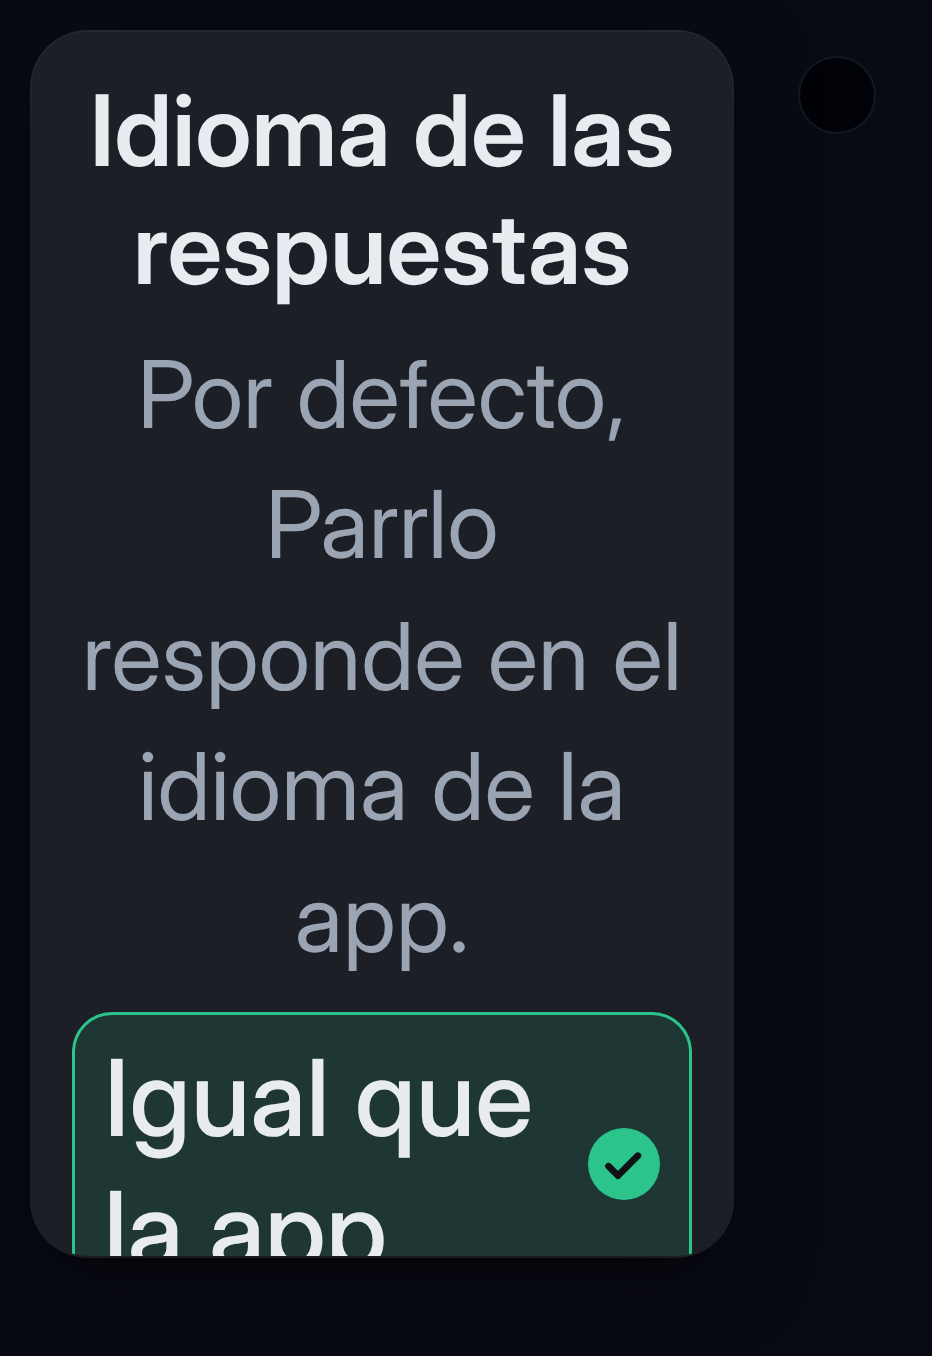 Idioma de las
respuestas
Por defecto,
Parrlo
responde en el
idioma de la
app.
Igual que
la app